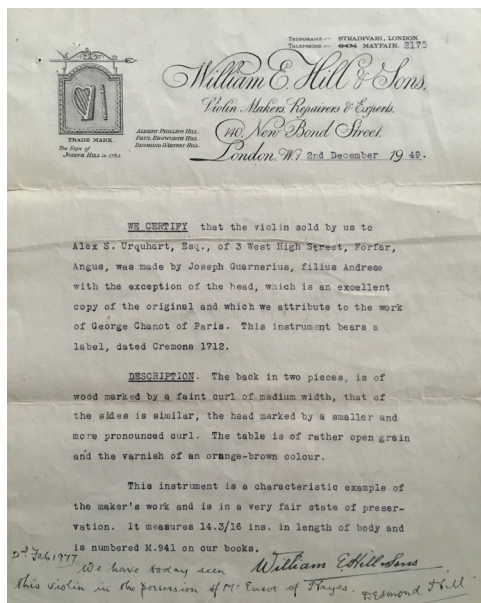 TELEGRAMS:— STRADIVARI, LONDON.
TELEPHONE:— 0434 MAYFAIR. 2175
William E. Hill & Sons,
Violin Makers, Repairers & Experts.
140, New Bond Street,
London, W.1 2nd December 1949.
TRADE MARK.
The Sign of
JOSEPH HILL in 1762.
ALBERT PHILLIPS HILL.
PAUL EBSWORTH HILL.
DESMOND D'ARTREY HILL.
WE CERTIFY that the violin sold by us to
Alex S. Urquhart, Esq., of 3 West High Street, Forfar,
Angus, was made by Joseph Guarnerius, filius Andreae
with the exception of the head, which is an excellent
copy of the original and which we attribute to the work
of George Chanot of Paris. This instrument bears a
label, dated Cremona 1712.
DESCRIPTION. The back in two pieces, is of
wood marked by a faint curl of medium width, that of
the sides is similar, the head marked by a smaller and
more pronounced curl. The table is of rather open grain
and the varnish of an orange-brown colour.
This instrument is a characteristic example of
the maker's work and is in a very fair state of preser-
vation. It measures 14.3/16 ins. in length of body and
is numbered M.941 on our books.
William E Hill & Sons
Feb 1977 We have today seen
this violin in the possession of Mr Ensor of Hayes.
Desmond Hill